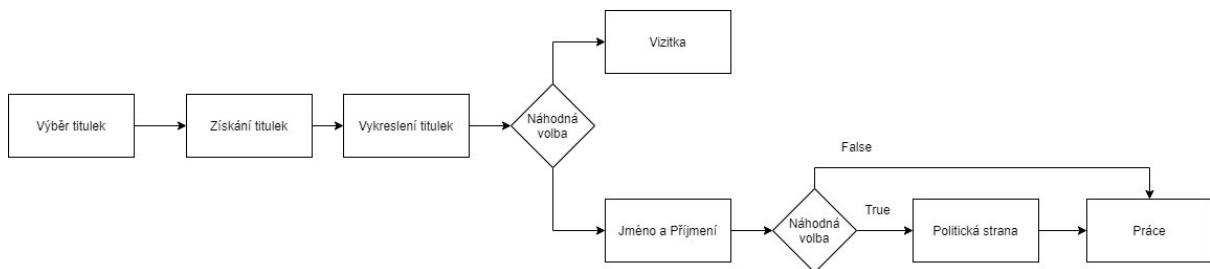 Vizitka
Výběr titulek
Získání titulek
Vykreslení titulek
Náhodná
volba
False
True
Jméno a Příjmení
Náhodná
volba
Politická strana
Práce